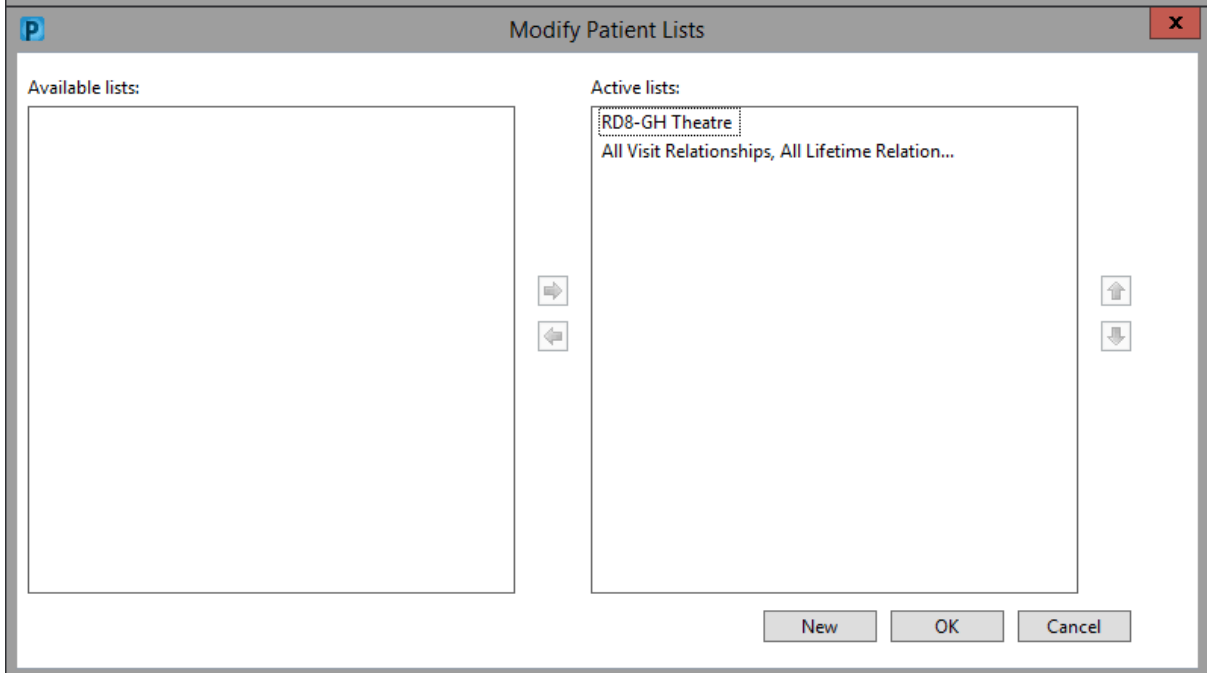 P
Modify Patient Lists
x
Available lists:
Active lists:
RD8-GH Theatre
All Visit Relationships, All Lifetime Relation...
New
OK
Cancel